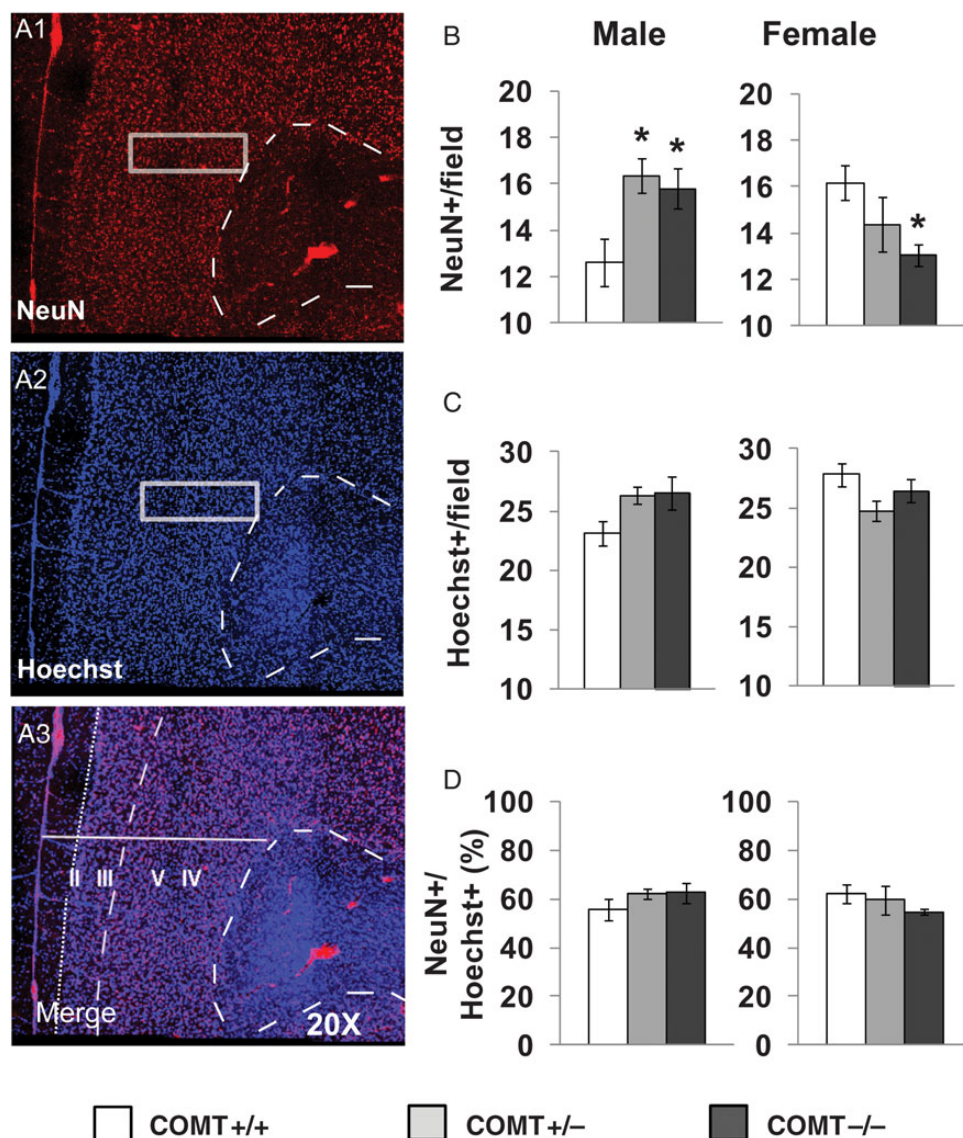 A1
NeuN
A2
Hoechst
A3
II III V IV
Merge
20X
B
Male Female
NeuN+/field
20
18
16
14
12
10
* *
20
18
16
14
12
10
*
C
Hoechst+/field
30
25
20
15
10
30
25
20
15
10
D
NeuN+/
Hoechst+ (%)
100
80
60
40
20
0
100
80
60
40
20
0
COMT+/+ COMT+/– COMT–/–